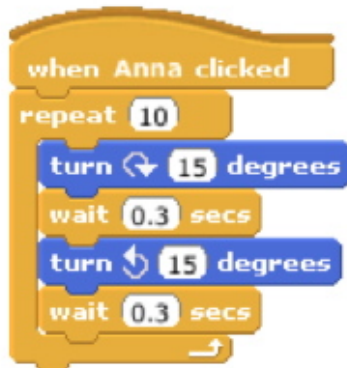 when Anna clicked
repeat 10
turn 15 degrees
wait 0.3 secs
turn 15 degrees
wait 0.3 secs